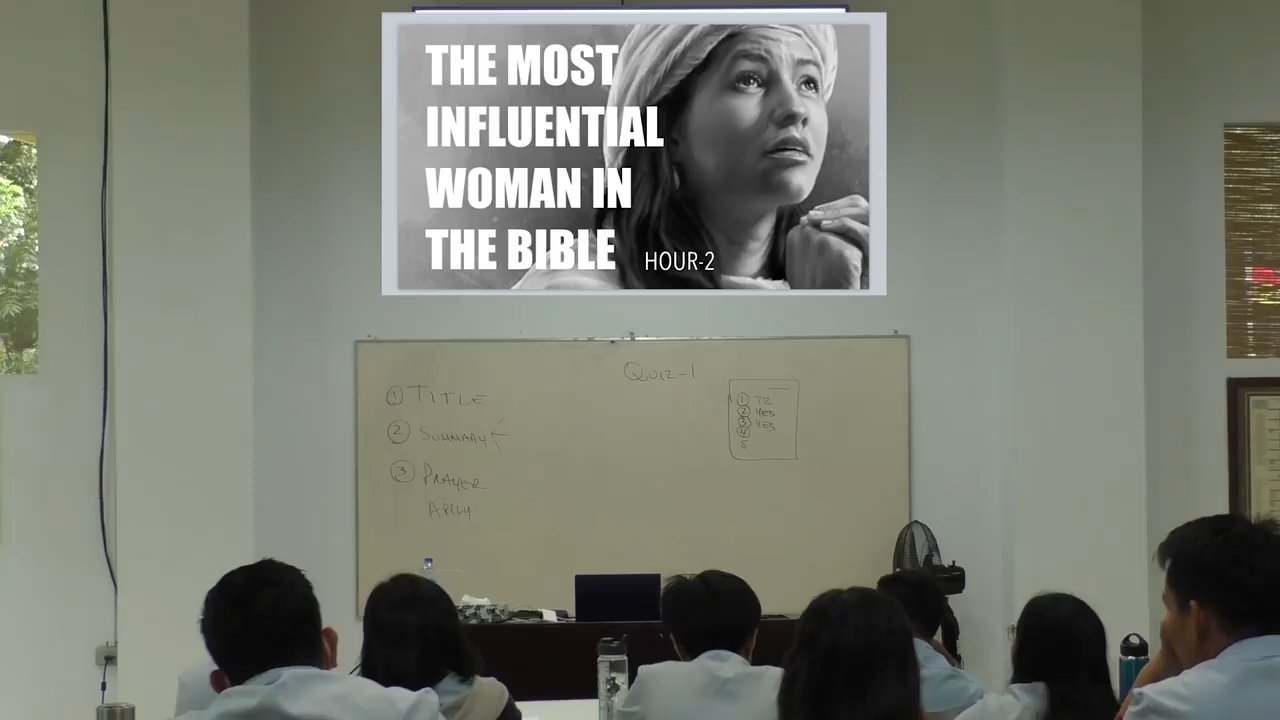 THE MOST
INFLUENTIAL
WOMAN IN
THE BIBLE
HOUR-2
QUIZ-1
① TITLE
② SUMMARY
③ PRAYER
APPLY
①
② YES
③ YES
④